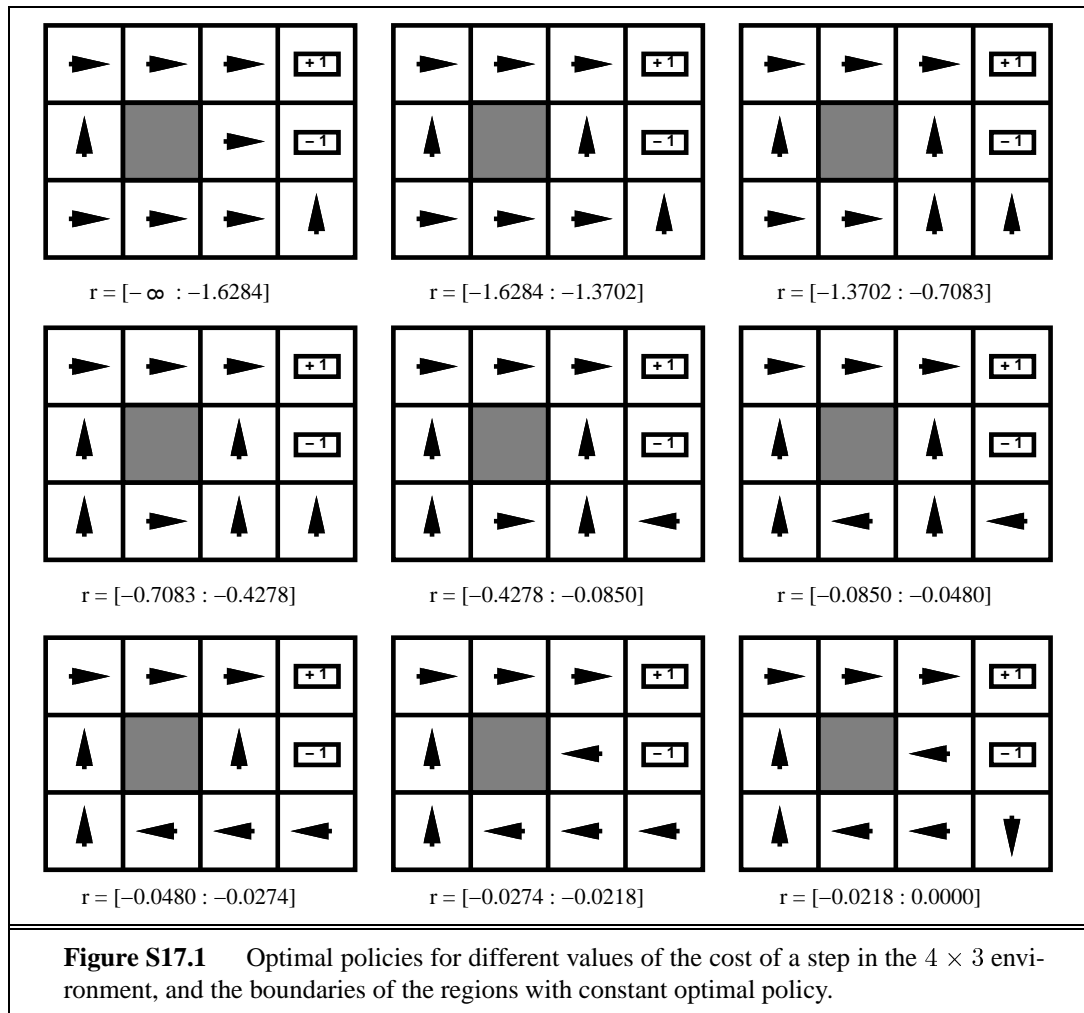 + 1 + 1 + 1
− 1 − 1 − 1
r = [− ∞ : −1.6284] r = [−1.6284 : −1.3702] r = [−1.3702 : −0.7083]
+ 1 + 1 + 1
− 1 − 1 − 1
r = [−0.7083 : −0.4278] r = [−0.4278 : −0.0850] r = [−0.0850 : −0.0480]
+ 1 + 1 + 1
− 1 − 1 − 1
r = [−0.0480 : −0.0274] r = [−0.0274 : −0.0218] r = [−0.0218 : 0.0000]
Figure S17.1 Optimal policies for different values of the cost of a step in the 4 × 3 envi-
ronment, and the boundaries of the regions with constant optimal policy.